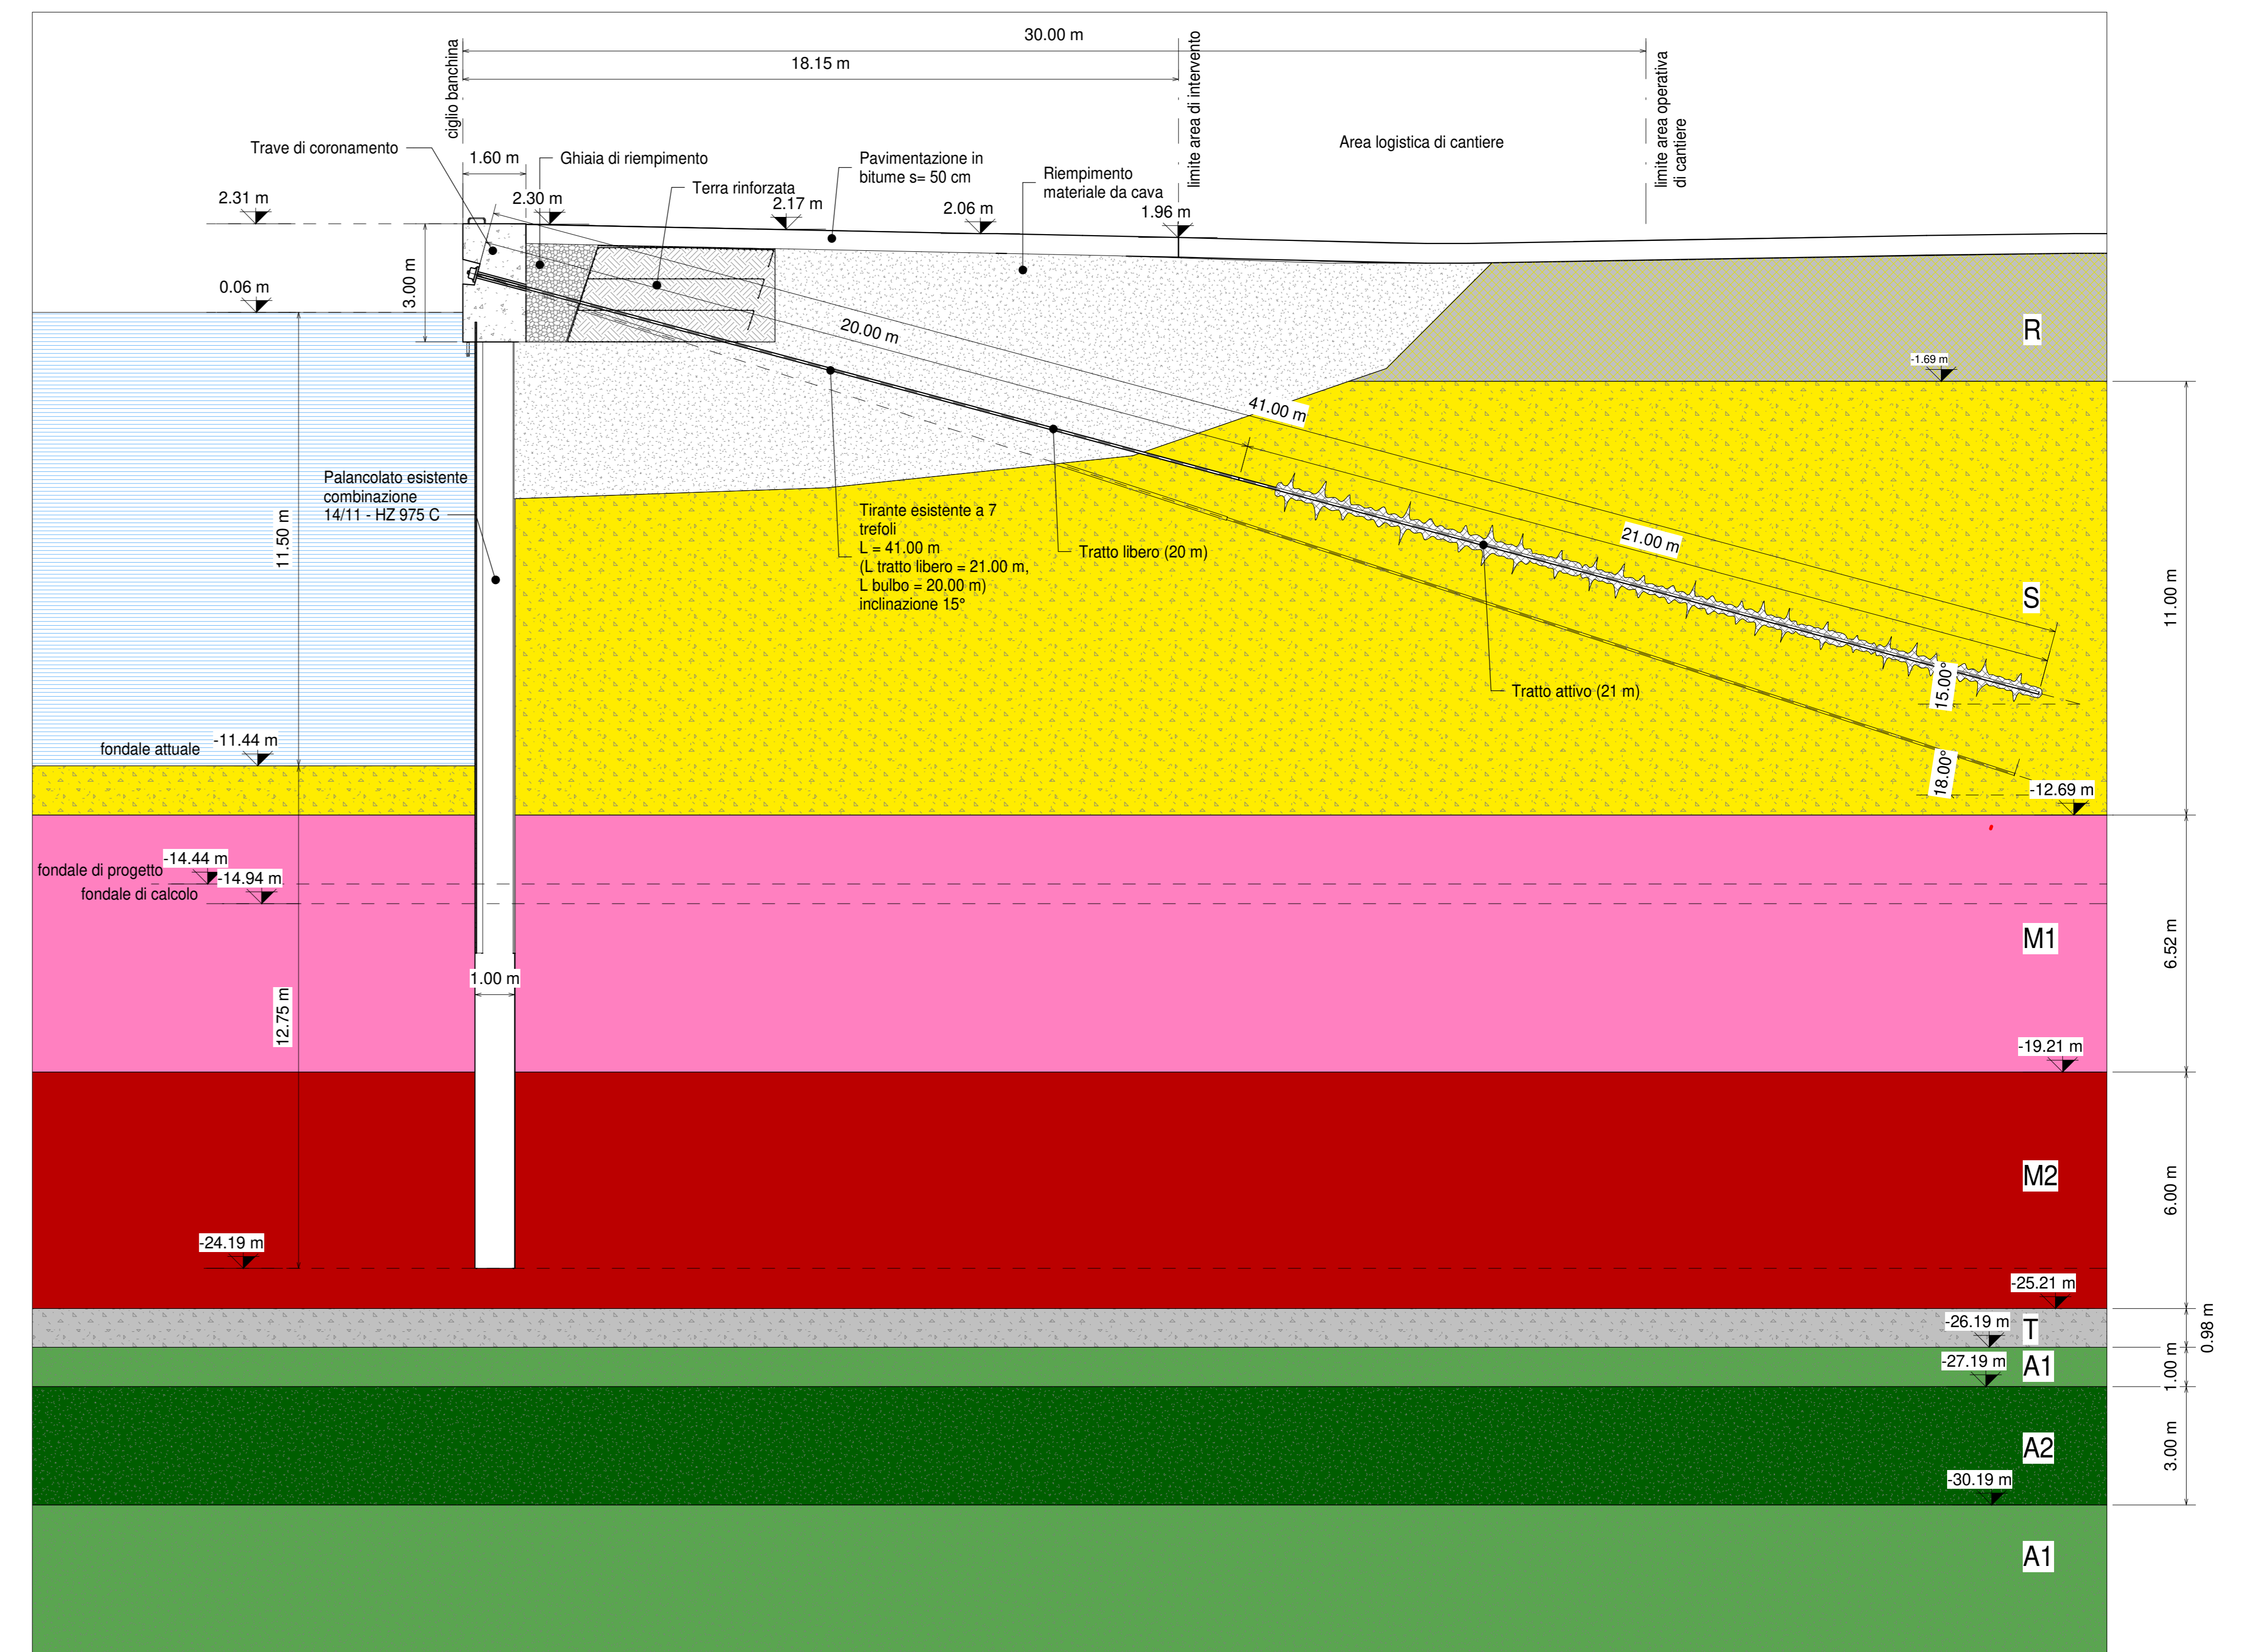 30.00 m
18.15 m
ciglio banchina
limite area di intervento
limite area operativa
di cantiere
Area logistica di cantiere
Trave di coronamento
1.60 m
Ghiaia di riempimento
Pavimentazione in
bitume s= 50 cm
Riempimento
materiale da cava
Terra rinforzata
2.31 m
2.30 m
2.17 m
2.06 m
1.96 m
3.00 m
0.06 m
20.00 m
R
-1.69 m
41.00 m
Palancolato esistente
combinazione
14/11 - HZ 975 C
11.50 m
Tirante esistente a 7
trefoli
L = 41.00 m
(L tratto libero = 21.00 m,
L bulbo = 20.00 m)
inclinazione 15°
Tratto libero (20 m)
21.00 m
S
11.00 m
Tratto attivo (21 m)
15.00°
18.00°
fondale attuale
-11.44 m
-12.69 m
fondale di progetto
-14.44 m
-14.94 m
fondale di calcolo
M1
6.52 m
1.00 m
12.75 m
-19.21 m
M2
6.00 m
-24.19 m
-25.21 m
-26.19 m
T
0.98 m
-27.19 m
A1
1.00 m
A2
3.00 m
-30.19 m
A1